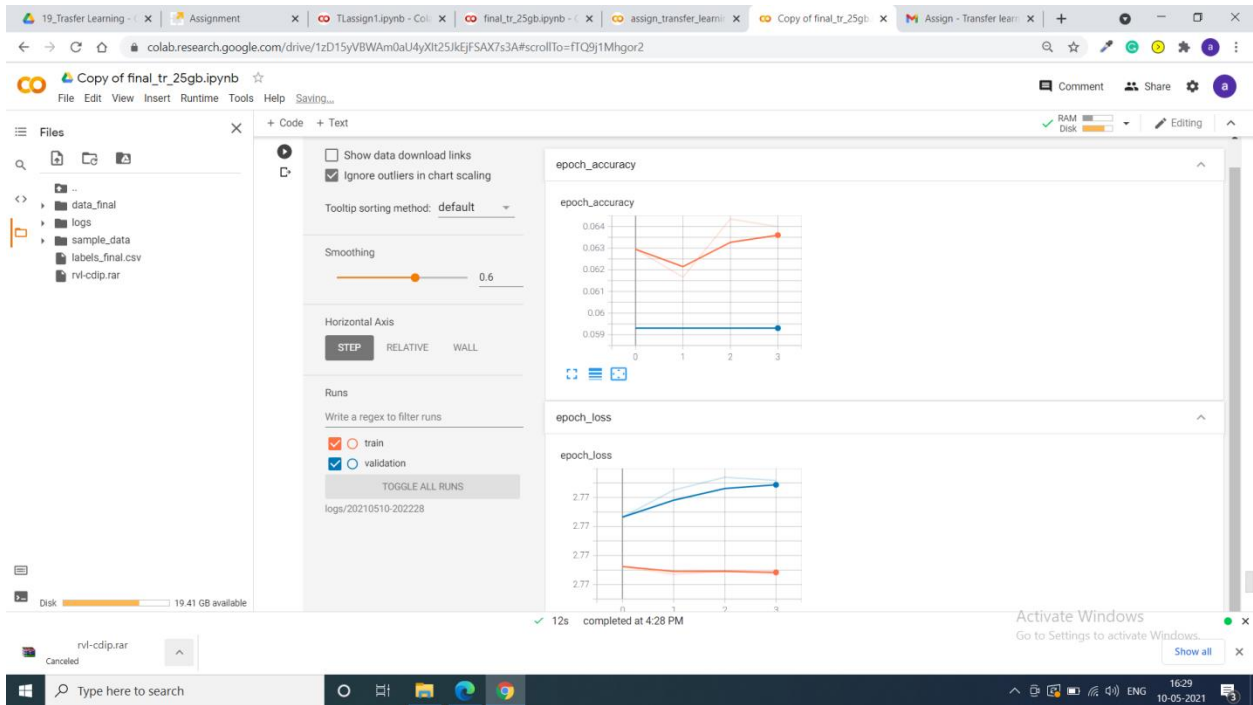 19_Trasfer Learning - C
Assignment
TLassign1.ipynb - Cola
final_tr_25gb.ipynb - C
assign_transfer_learnin
Copy of final_tr_25gb.
Assign - Transfer learn
colab.research.google.com/drive/1zD15yVBWAm0aU4yXIt25JkEjFSAX7s3A#scrollTo=fTQ9j1Mhgor2
Copy of final_tr_25gb.ipynb
Comment Share a
File Edit View Insert Runtime Tools Help Saving...
Files
+ Code + Text
RAM
Disk
Editing
..
data_final
logs
sample_data
labels_final.csv
rvl-cdip.rar
Disk 19.41 GB available
Show data download links
Ignore outliers in chart scaling
Tooltip sorting method: default
Smoothing
0.6
Horizontal Axis
STEP RELATIVE WALL
Runs
Write a regex to filter runs
train
validation
TOGGLE ALL RUNS
logs/20210510-202228
epoch_accuracy
epoch_accuracy
0.064
0.063
0.062
0.061
0.06
0.059
0 1 2 3
epoch_loss
epoch_loss
2.77
2.77
2.77
2.77
0 1 2 3
12s completed at 4:28 PM
Activate Windows
Go to Settings to activate Windows.
rvl-cdip.rar
Canceled
Show all
Type here to search
ENG
16:29
10-05-2021
3